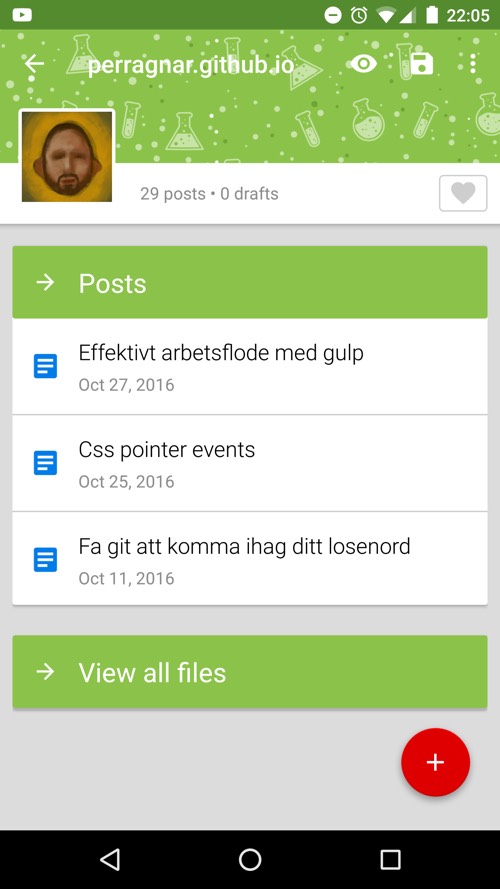 22:05
perragnar.github.io
29 posts • 0 drafts
Posts
Effektivt arbetsflode med gulp
Oct 27, 2016
Css pointer events
Oct 25, 2016
Fa git att komma ihag ditt losenord
Oct 11, 2016
View all files